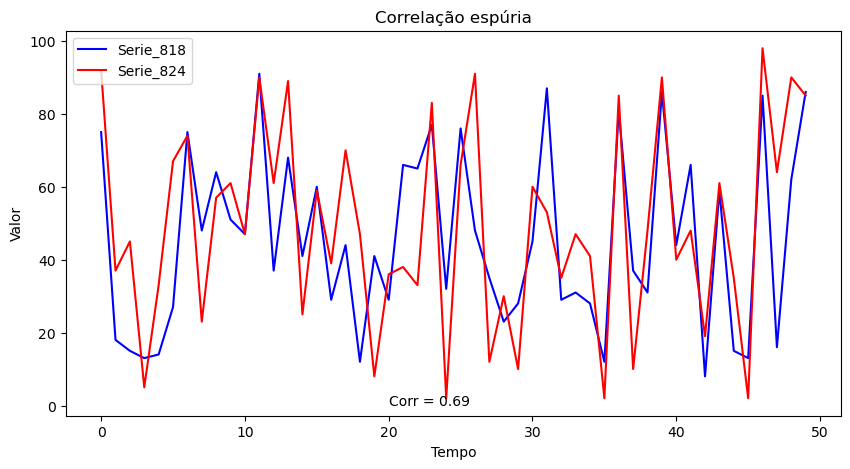 Correlação espúria
Serie_818
Serie_824
Valor
100
80
60
40
20
0
Corr = 0.69
0
10
20
30
40
50
Tempo